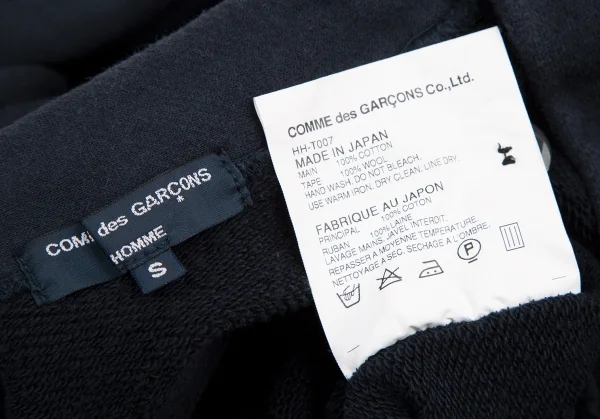 COMME des GARÇONS
HOMME
S
COMME des GARÇONS Co.,Ltd.
HH-T007
MADE IN JAPAN
MAIN 100% COTTON
TAPE 100% WOOL
HAND WASH. DO NOT BLEACH.
USE WARM IRON. DRY CLEAN. LINE DRY.
FABRIQUE AU JAPON
PRINCIPAL 100% COTON
RUBAN 100% LAINE
LAVAGE MAINS. JAVEL INTERDIT.
REPASSER A MOYENNE TEMPERATURE.
NETTOYAGE A SEC. SECHAGE A L'OMBRE.
P